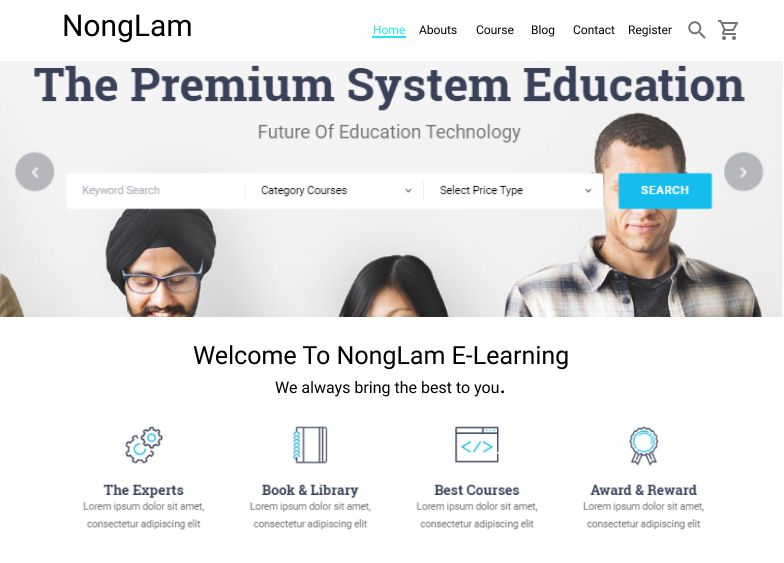 NongLam
Home Abouts Course Blog Contact Register
The Premium System Education
Future Of Education Technology
Keyword Search Category Courses Select Price Type SEARCH
Welcome To NongLam E-Learning
We always bring the best to you.
</>
The Experts Book & Library Best Courses Award & Reward
Lorem ipsum dolor sit amet, Lorem ipsum dolor sit amet, Lorem ipsum dolor sit amet, Lorem ipsum dolor sit amet,
consectetur adipiscing elit consectetur adipiscing elit consectetur adipiscing elit consectetur adipiscing elit